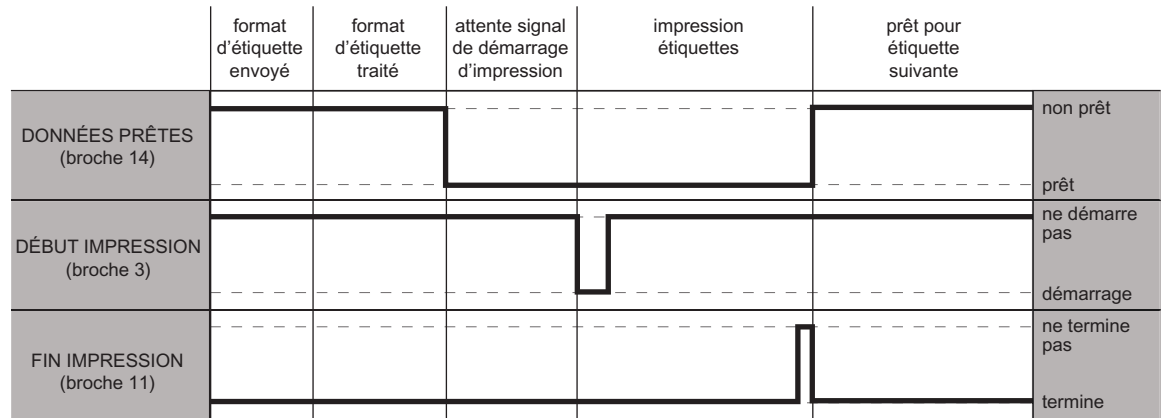 format
d'étiquette
envoyé
format
d'étiquette
traité
attente signal
de démarrage
d'impression
impression
étiquettes
prêt pour
étiquette
suivante
DONNÉES PRÊTES
(broche 14)
non prêt
prêt
DÉBUT IMPRESSION
(broche 3)
ne démarre
pas
démarrage
FIN IMPRESSION
(broche 11)
ne termine
pas
termine